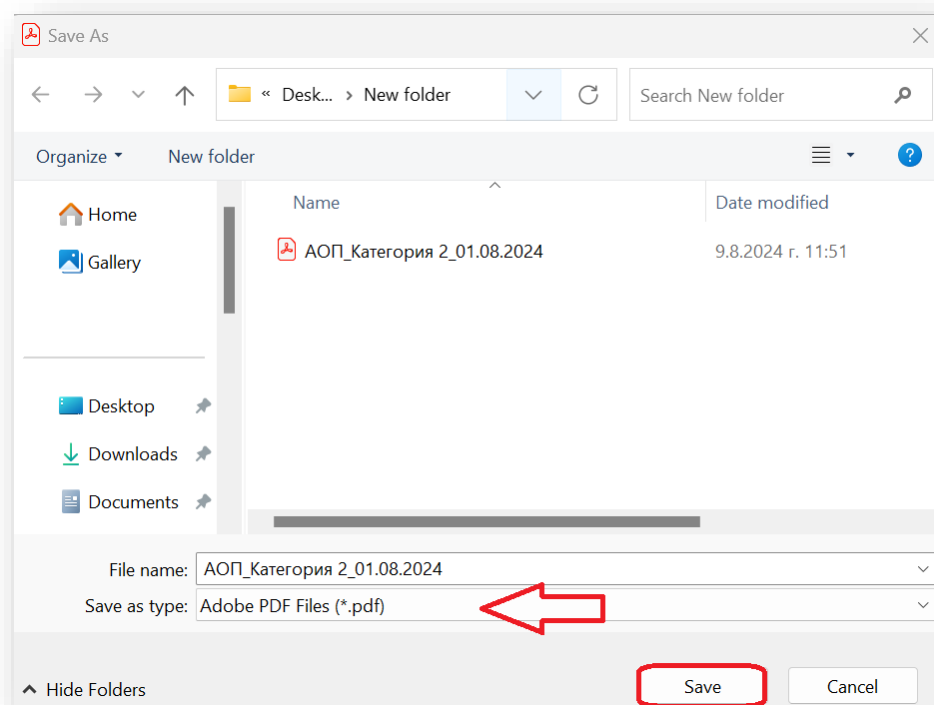 Save As
« Desk... › New folder
Search New folder
Organize
New folder
?
Name
Date modified
Home
АОП_Категория 2_01.08.2024
9.8.2024 г. 11:51
Gallery
Desktop
Downloads
Documents
File name: АОП_Категория 2_01.08.2024
Save as type: Adobe PDF Files (*.pdf)
Hide Folders
Save
Cancel